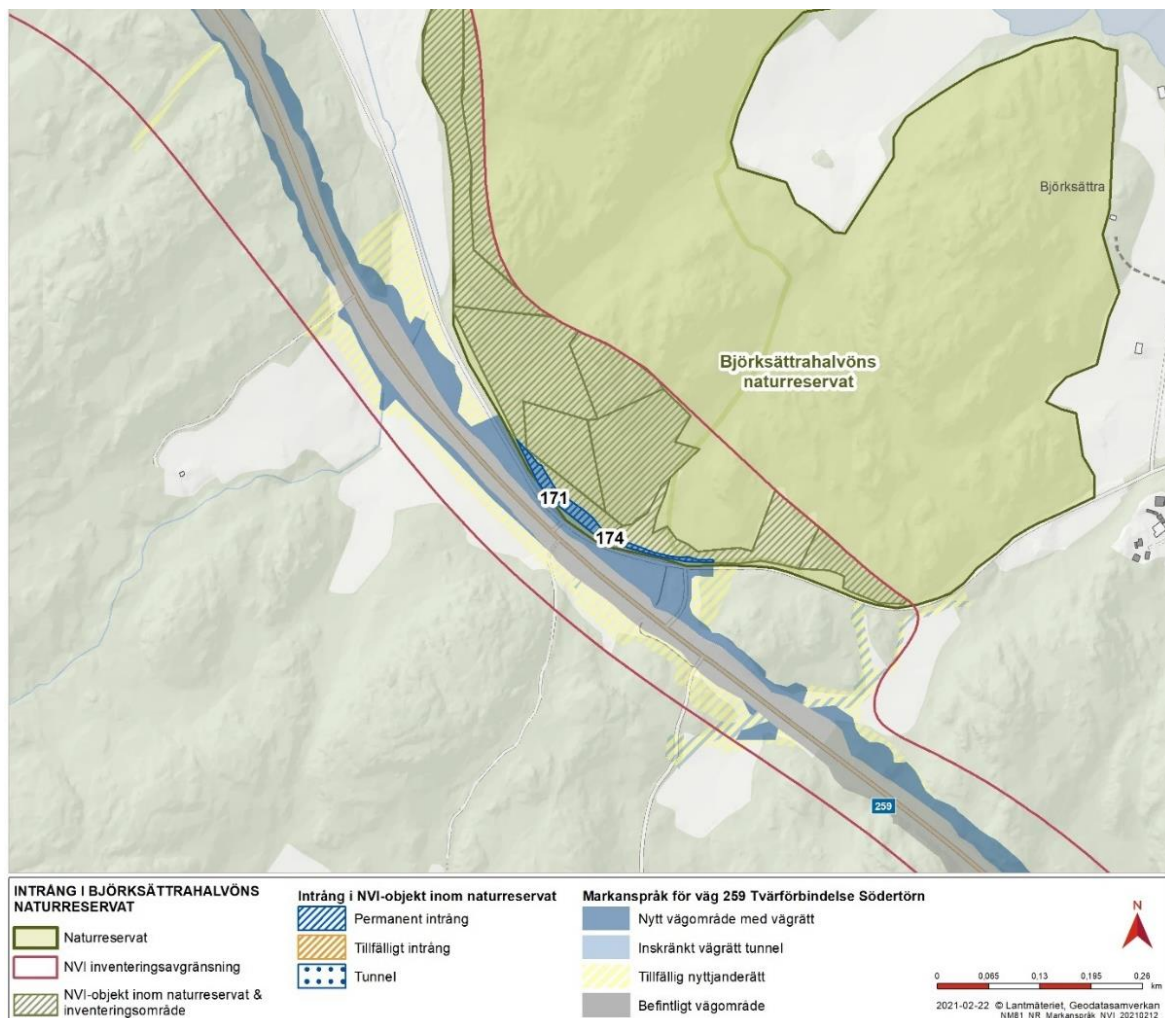 Björksättra
Björksättrahalvöns
naturreservat
171
174
259
INTRÅNG I BJÖRKSÄTTRAHALVÖNS
NATURRESERVAT
Naturreservat
NVI inventeringsavgränsning
NVI-objekt inom naturreservat &
inventeringsområde
Intrång i NVI-objekt inom naturreservat
Permanent intrång
Tillfälligt intrång
Tunnel
Markanspråk för väg 259 Tvärförbindelse Södertörn
Nytt vägområde med vägrätt
Inskränkt vägrätt tunnel
Tillfällig nyttjanderätt
Befintligt vägområde
N
0 0,065 0,13 0,195 0,26
km
2021-02-22 © Lantmäteriet, Geodatasamverkan
NM81_NR_Markanspråk_NVI_20210212